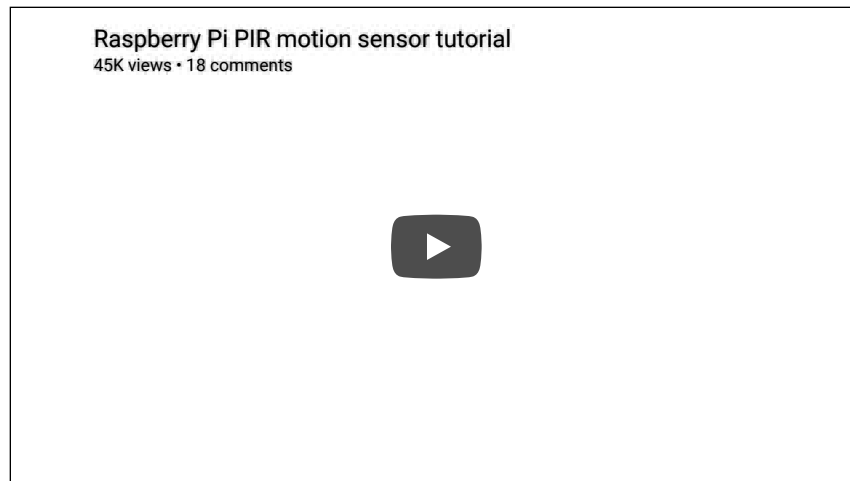 Raspberry Pi PIR motion sensor tutorial
45K views • 18 comments